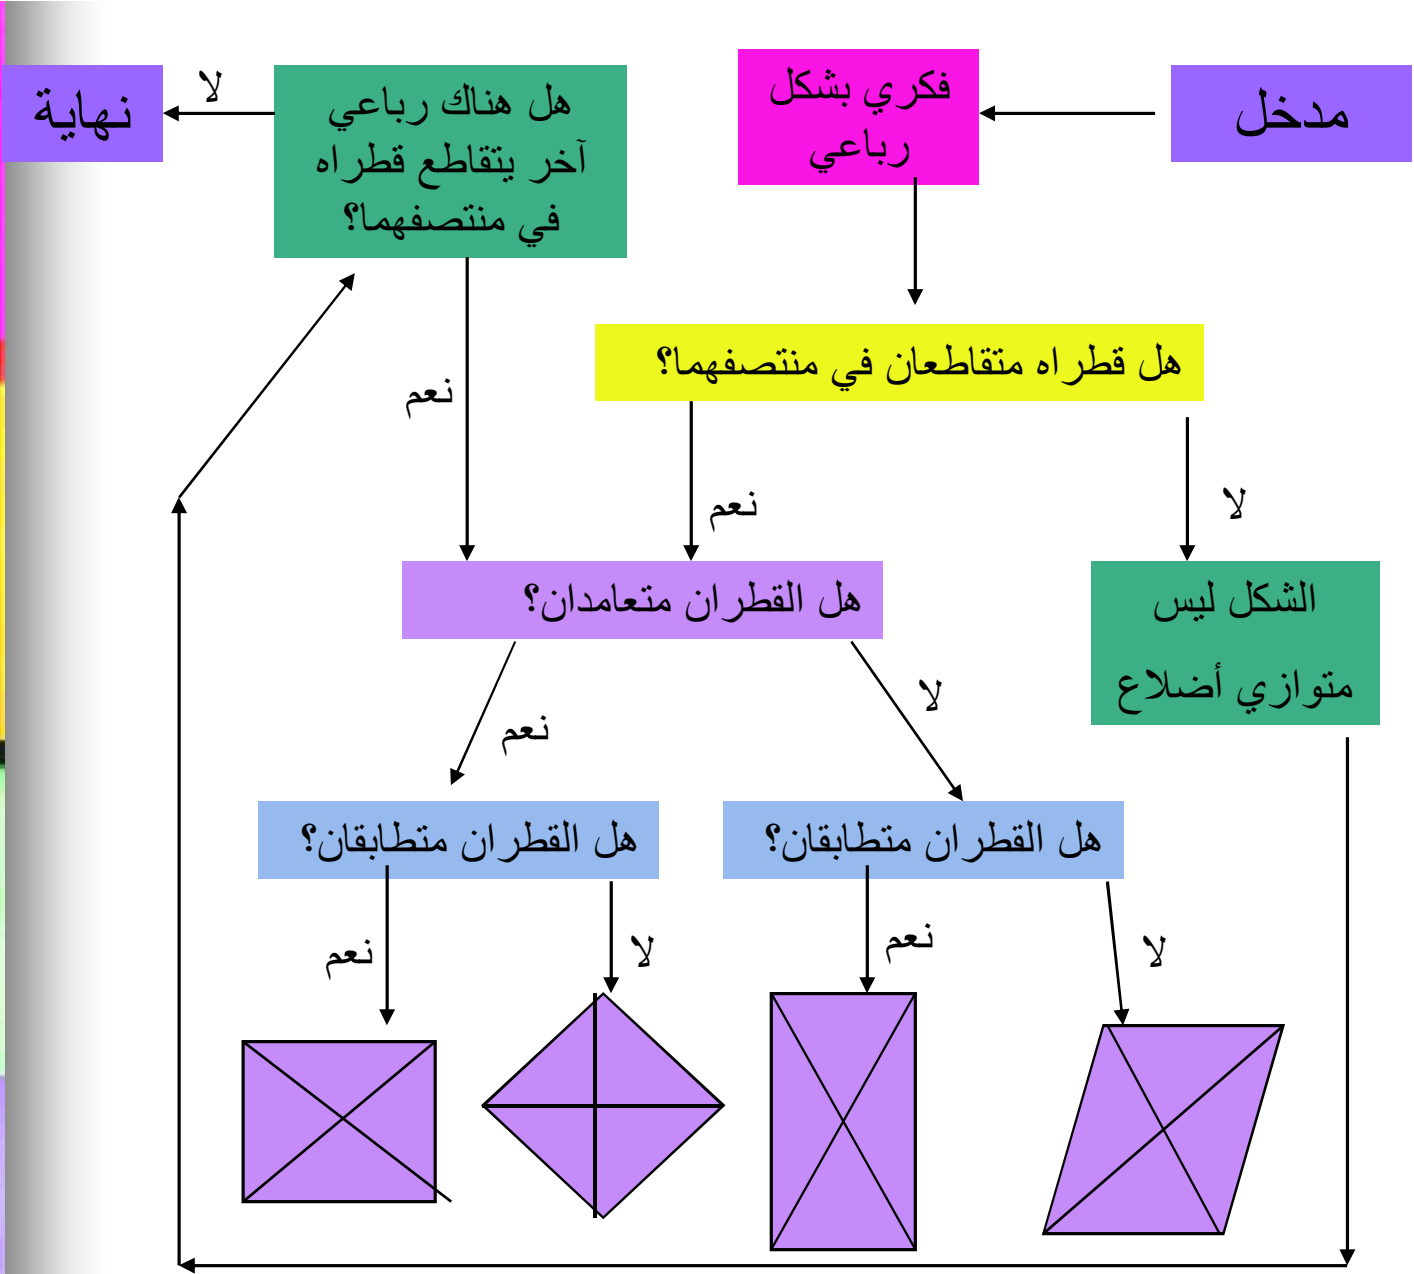 مدخل
فكري بشكل
رباعي
هل هناك رباعي
آخر يتقاطع قطراه
في منتصفهما؟
لا
نهاية
هل قطراه متقاطعان في منتصفهما؟
نعم
نعم
لا
هل القطران متعامدان؟
الشكل ليس
متوازي أضلاع
لا
نعم
هل القطران متطابقان؟
هل القطران متطابقان؟
لا
نعم
لا
نعم